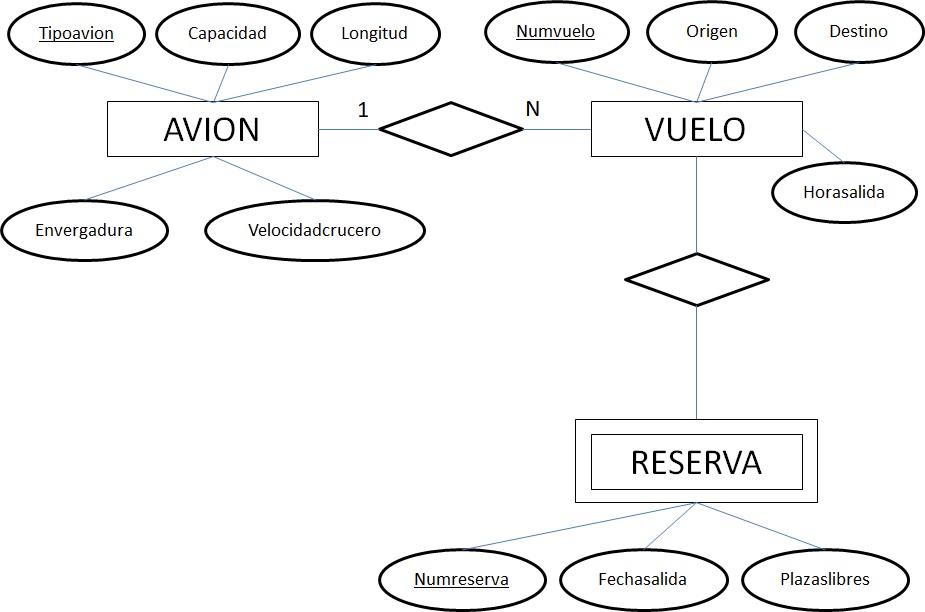 Tipoavion
Capacidad
Longitud
Numvuelo
Origen
Destino
AVION
1
N
VUELO
Horasalida
Envergadura
Velocidadcrucero
RESERVA
Numreserva
Fechasalida
Plazaslibres